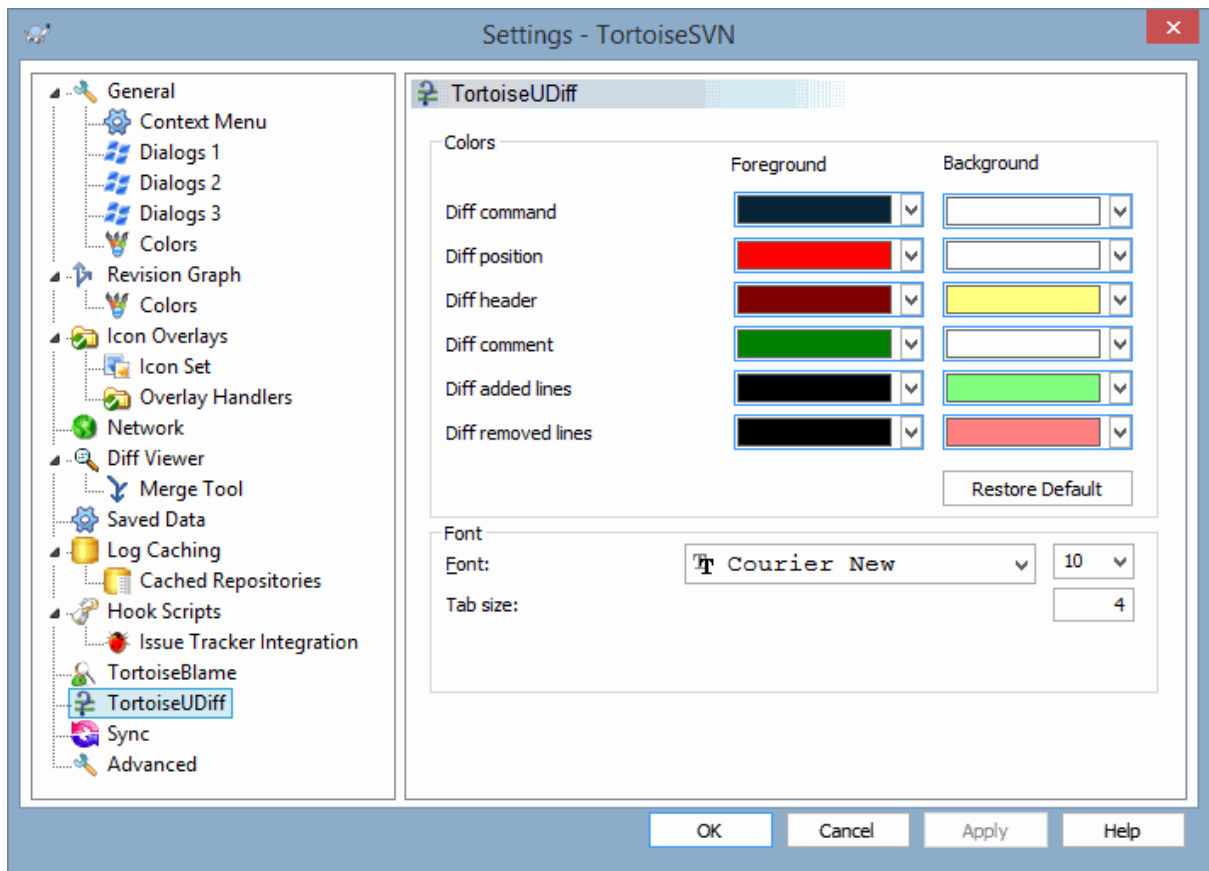 Settings - TortoiseSVN
General
Context Menu
Dialogs 1
Dialogs 2
Dialogs 3
Colors
Revision Graph
Colors
Icon Overlays
Icon Set
Overlay Handlers
Network
Diff Viewer
Merge Tool
Saved Data
Log Caching
Cached Repositories
Hook Scripts
Issue Tracker Integration
TortoiseBlame
TortoiseUDiff
Sync
Advanced
TortoiseUDiff
Colors
Foreground Background
Diff command
Diff position
Diff header
Diff comment
Diff added lines
Diff removed lines
Restore Default
Font
Font: Courier New 10
Tab size: 4
OK Cancel Apply Help